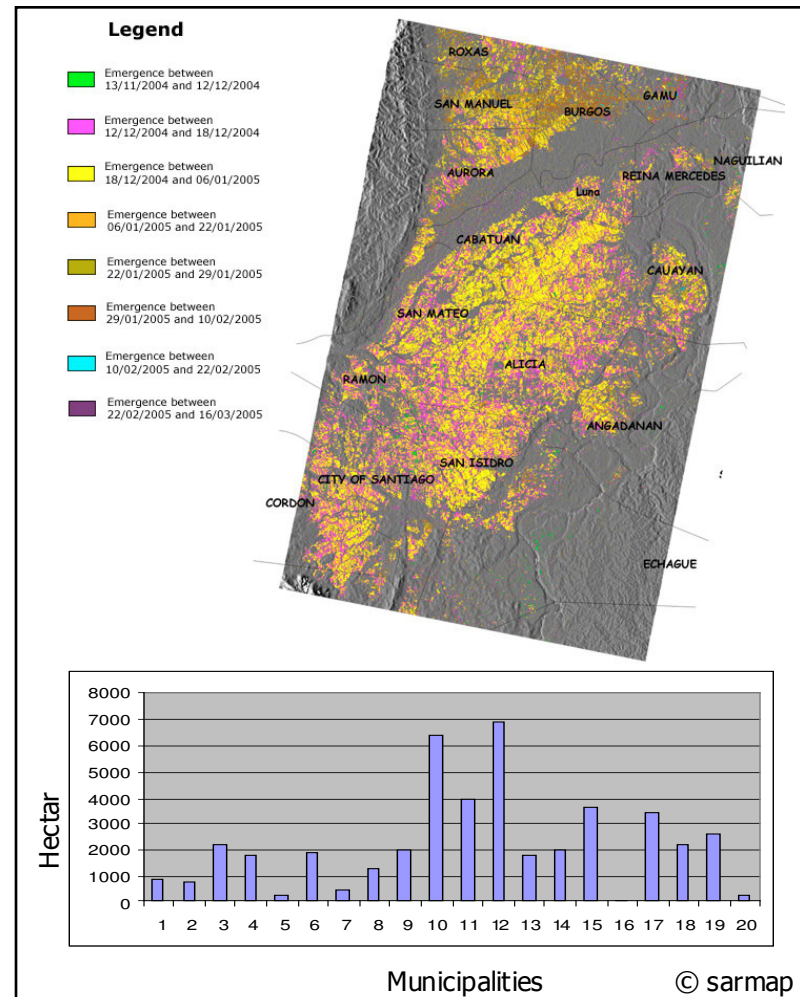 Legend
Emergence between
13/11/2004 and 12/12/2004
Emergence between
12/12/2004 and 18/12/2004
Emergence between
18/12/2004 and 06/01/2005
Emergence between
06/01/2005 and 22/01/2005
Emergence between
22/01/2005 and 29/01/2005
Emergence between
29/01/2005 and 10/02/2005
Emergence between
10/02/2005 and 22/02/2005
Emergence between
22/02/2005 and 16/03/2005
ROXAS
GAMU
SAN MANUEL
BURGOS
NAGUILIAN
AURORA
REINA MERCEDES
Luna
CABATUAN
CAUAYAN
SAN MATEO
ALICIA
RAMON
ANGADANAN
SAN ISIDRO
CITY OF SANTIAGO
CORDON
ECHAGUE
8000
7000
6000
5000
4000
3000
2000
1000
0
Hectar
1 2 3 4 5 6 7 8 9 10 11 12 13 14 15 16 17 18 19 20
Municipalities
© sarmap